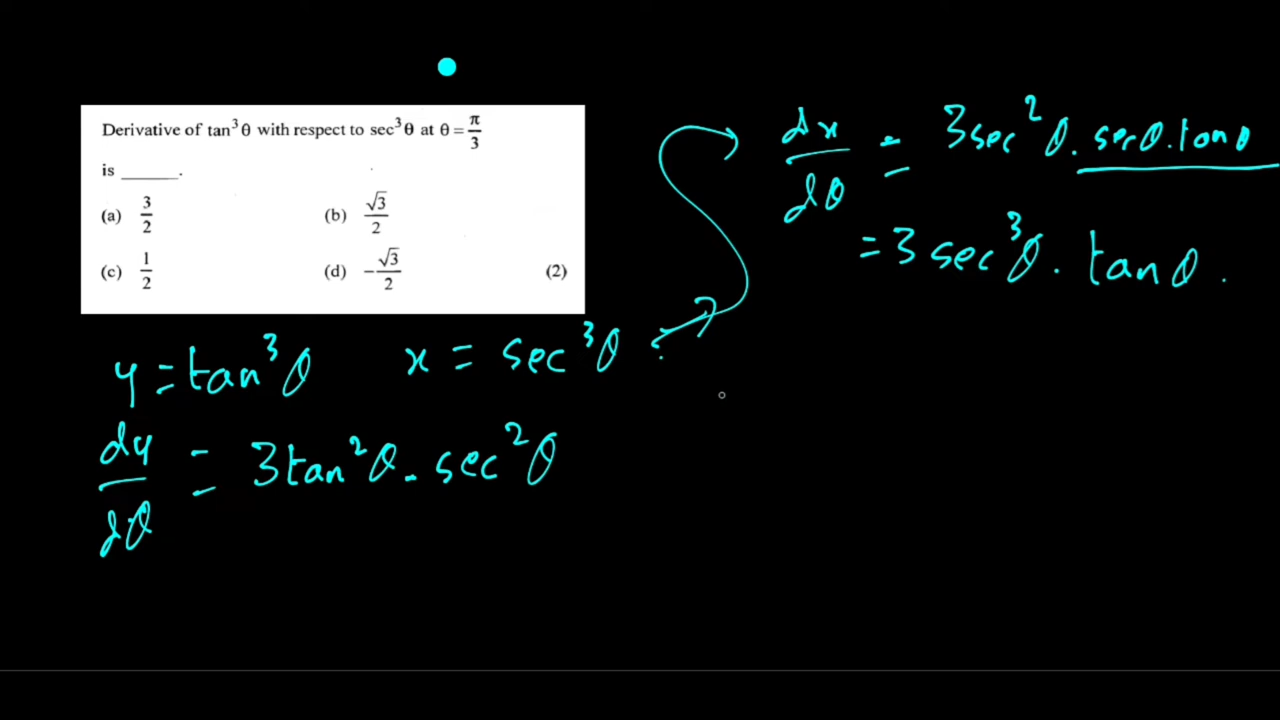 Derivative of tan³θ with respect to sec³θ at θ = π/3
is ______.
(a) 3/2 (b) √3/2
(c) 1/2 (d) -√3/2 (2)
y = tan³θ x = sec³θ
dy/dθ = 3tan²θ . sec²θ
dx/dθ = 3sec²θ . secθ . tanθ
= 3sec³θ . tanθ .